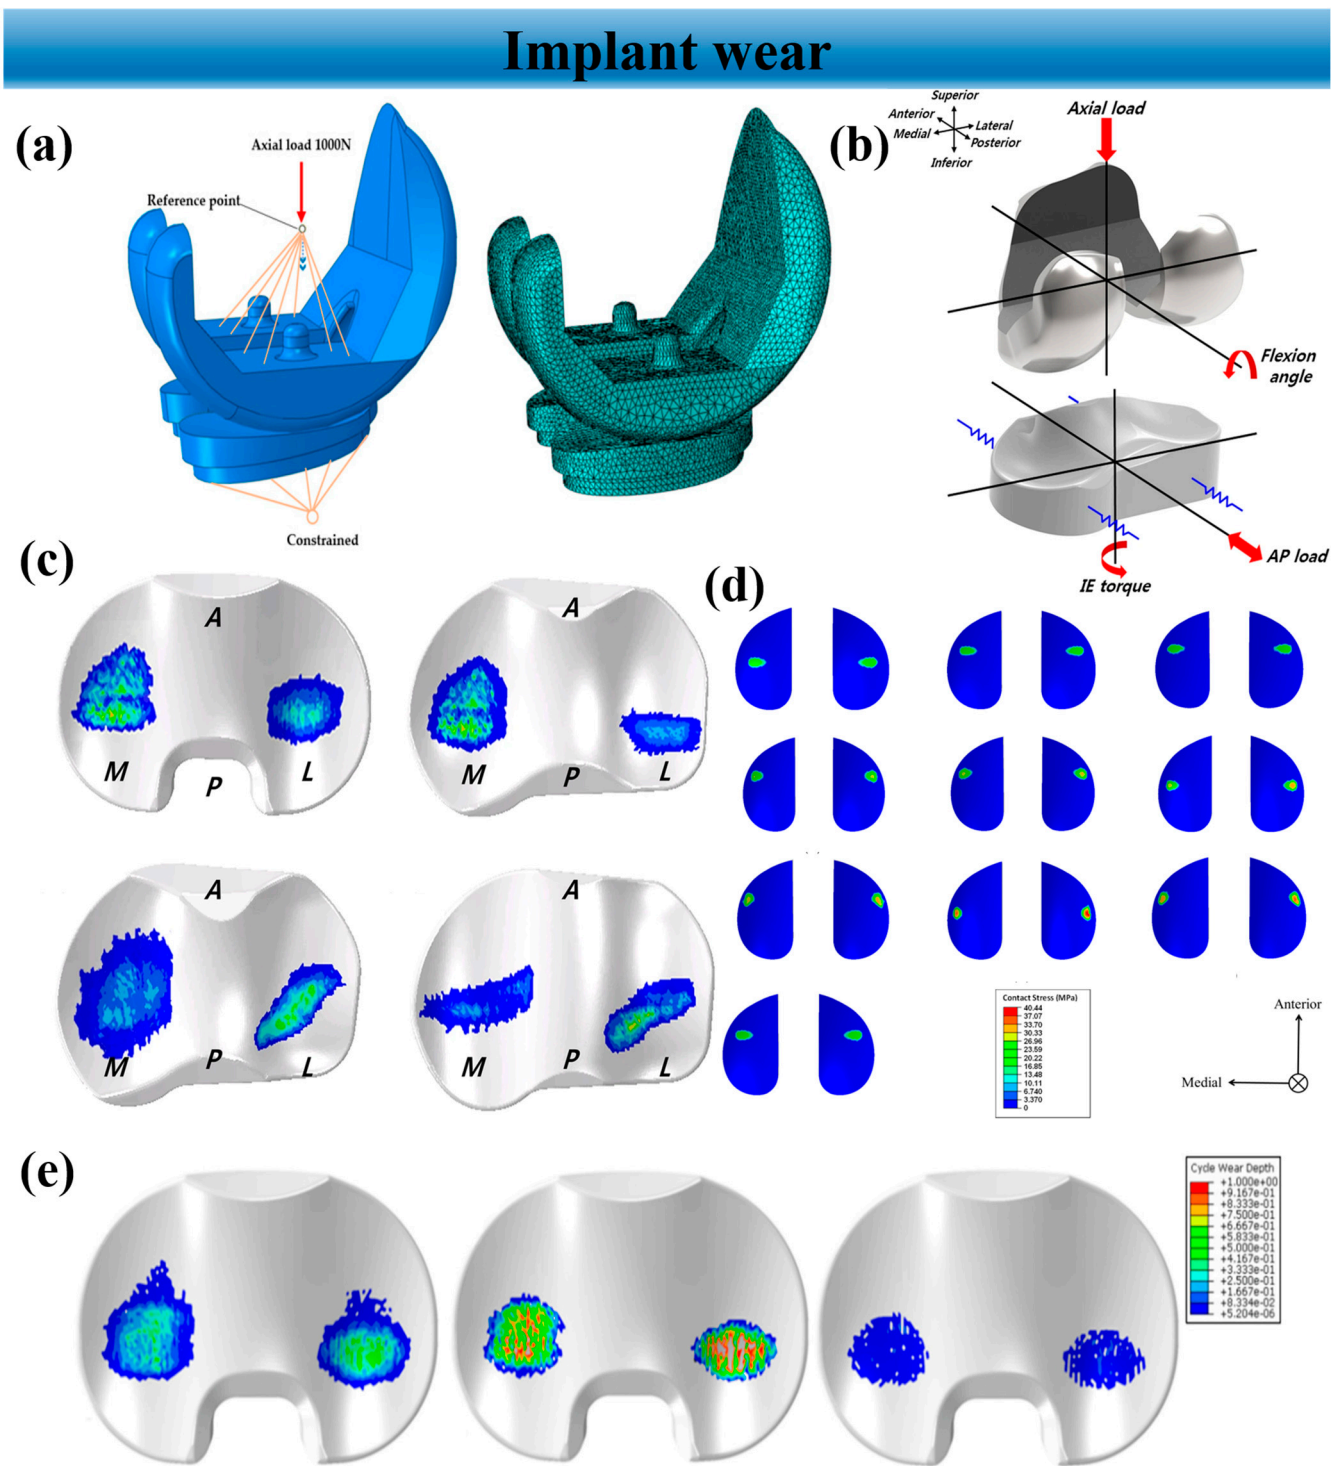 Implant wear
(a)
Axial load 1000N
Reference point
Constrained
(b)
Superior
Anterior
Lateral
Medial
Posterior
Inferior
Axial load
Flexion
angle
AP load
IE torque
(c)
A
M
P
L
A
M
P
L
A
M
P
L
A
M
P
L
(d)
Contact Stress (MPa)
40.44
37.07
33.70
30.33
26.96
23.59
20.22
16.85
13.48
10.11
6.740
3.370
0
Anterior
Medial
(e)
Cycle Wear Depth
+1.000e+00
+9.167e-01
+8.333e-01
+7.500e-01
+6.667e-01
+5.833e-01
+5.000e-01
+4.167e-01
+3.333e-01
+2.500e-01
+1.667e-01
+8.334e-02
+5.204e-06